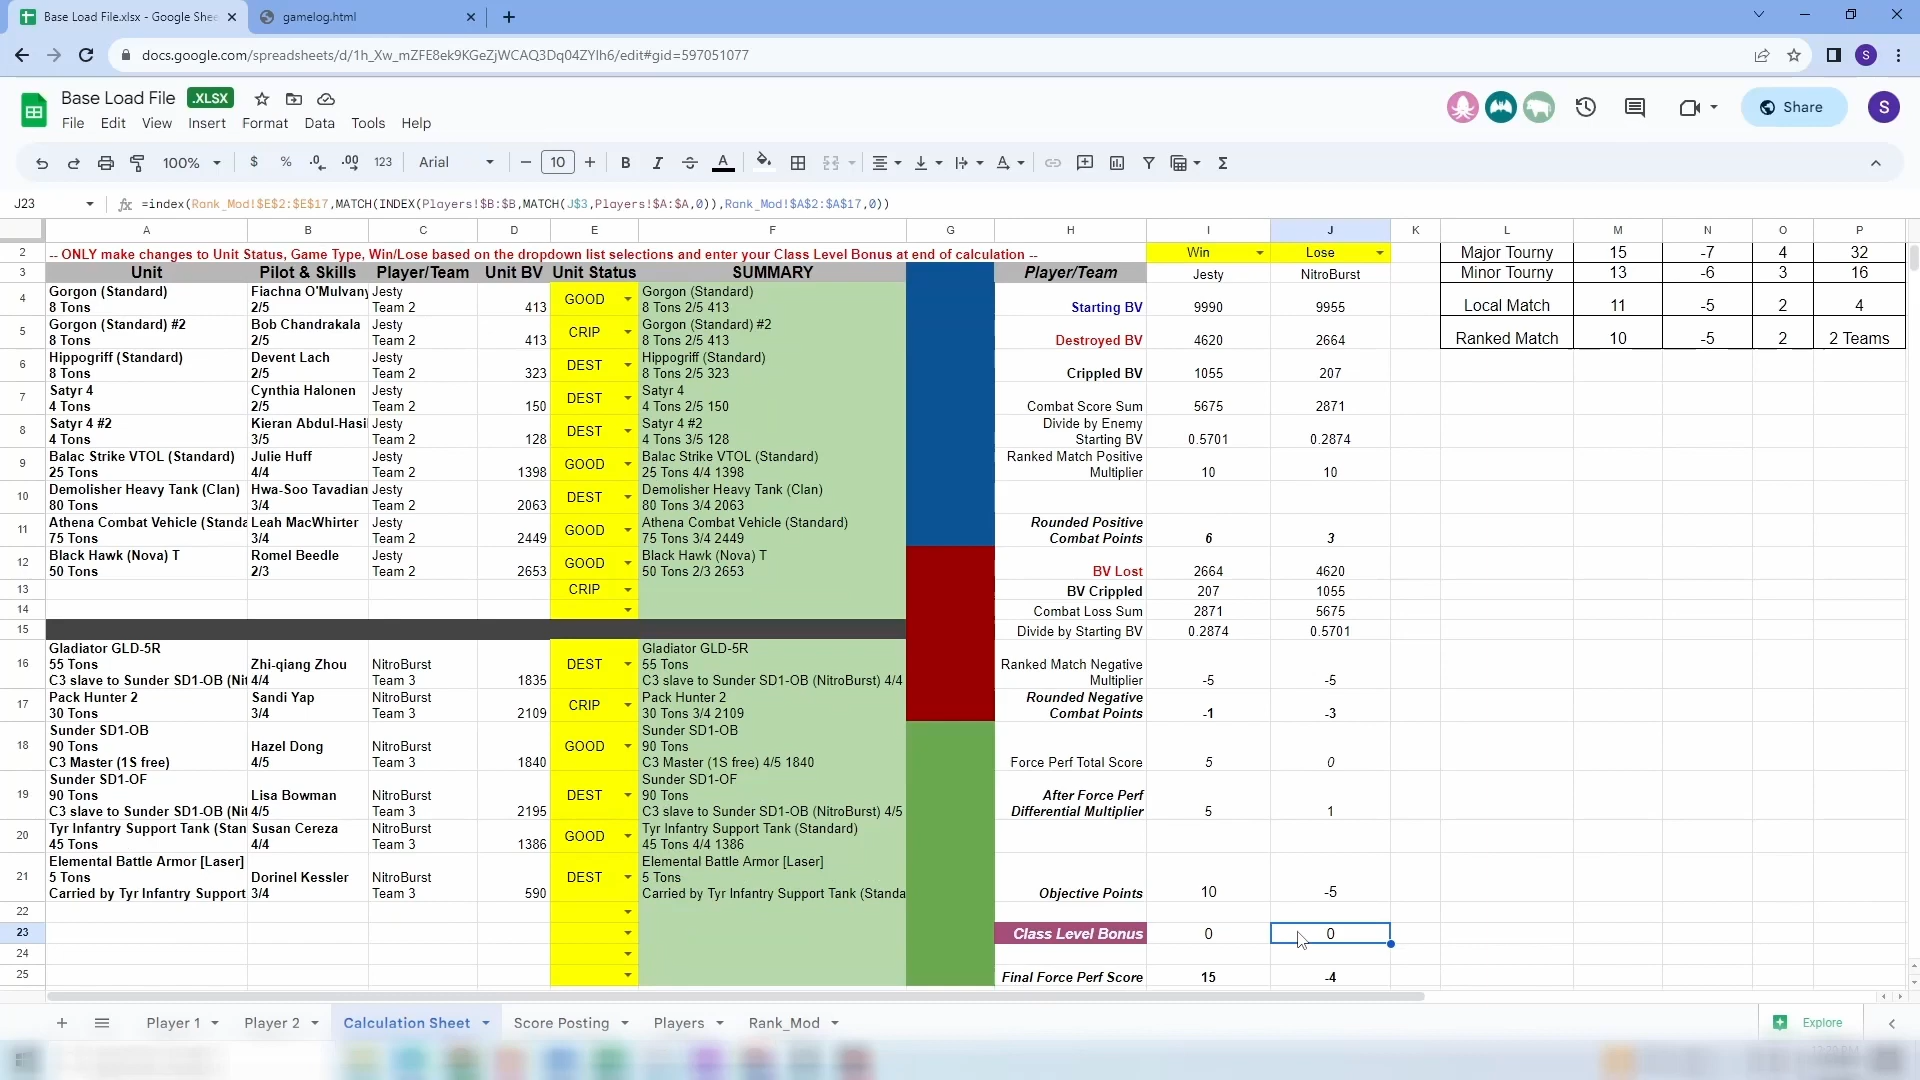 Base Load File.xlsx - Google Shee
gamelog.html
docs.google.com/spreadsheets/d/1h_Xw_mZFE8ek9KGeZjWCAQ3Dq04ZYlh6/edit#gid=597051077
S
Base Load File .XLSX
File Edit View Insert Format Data Tools Help
Share
S
100% $ % .0 .00 123 Arial 10 B I A Σ
J23 fx =index(Rank_Mod!$E$2:$E$17,MATCH(INDEX(Players!$B:$B,MATCH(J$3,Players!$A:$A,0)),Rank_Mod!$A$2:$A$17,0))
A B C D E F G H I J K L M N O P
2 -- ONLY make changes to Unit Status, Game Type, Win/Lose based on the dropdown list selections and enter your Class Level Bonus at end of calculation -- Win Lose Major Tourny 15 -7 4 32
3 Unit Pilot & Skills Player/Team Unit BV Unit Status SUMMARY Player/Team Jesty NitroBurst Minor Tourny 13 -6 3 16
4 Gorgon (Standard) Fiachna O'Mulvany Jesty GOOD Gorgon (Standard)
8 Tons 2/5 Team 2 413 8 Tons 2/5 413 Starting BV 9990 9955 Local Match 11 -5 2 4
5 Gorgon (Standard) #2 Bob Chandrakala Jesty CRIP Gorgon (Standard) #2
8 Tons 2/5 Team 2 413 8 Tons 2/5 413 Destroyed BV 4620 2664 Ranked Match 10 -5 2 2 Teams
6 Hippogriff (Standard) Devent Lach Jesty DEST Hippogriff (Standard)
8 Tons 2/5 Team 2 323 8 Tons 2/5 323 Crippled BV 1055 207
7 Satyr 4 Cynthia Halonen Jesty DEST Satyr 4
4 Tons 2/5 Team 2 150 4 Tons 2/5 150 Combat Score Sum 5675 2871
8 Satyr 4 #2 Kieran Abdul-Hasi Jesty DEST Satyr 4 #2 Divide by Enemy
4 Tons 3/5 Team 2 128 4 Tons 3/5 128 Starting BV 0.5701 0.2874
9 Balac Strike VTOL (Standard) Julie Huff Jesty GOOD Balac Strike VTOL (Standard) Ranked Match Positive
25 Tons 4/4 Team 2 1398 25 Tons 4/4 1398 Multiplier 10 10
10 Demolisher Heavy Tank (Clan) Hwa-Soo Tavadian Jesty DEST Demolisher Heavy Tank (Clan)
80 Tons 3/4 Team 2 2063 80 Tons 3/4 2063
11 Athena Combat Vehicle (Standa Leah MacWhirter Jesty GOOD Athena Combat Vehicle (Standard) Rounded Positive
75 Tons 3/4 Team 2 2449 75 Tons 3/4 2449 Combat Points 6 3
12 Black Hawk (Nova) T Romel Beedle Jesty GOOD Black Hawk (Nova) T
50 Tons 2/3 Team 2 2653 50 Tons 2/3 2653 BV Lost 2664 4620
13 CRIP BV Crippled 207 1055
14 Combat Loss Sum 2871 5675
15 Divide by Starting BV 0.2874 0.5701
16 Gladiator GLD-5R Gladiator GLD-5R
55 Tons Zhi-qiang Zhou NitroBurst DEST 55 Tons Ranked Match Negative
C3 slave to Sunder SD1-OB (Nit 4/4 Team 3 1835 C3 slave to Sunder SD1-OB (NitroBurst) 4/4 Multiplier -5 -5
17 Pack Hunter 2 Sandi Yap NitroBurst CRIP Pack Hunter 2 Rounded Negative
30 Tons 3/4 Team 3 2109 30 Tons 3/4 2109 Combat Points -1 -3
18 Sunder SD1-OB Sunder SD1-OB
90 Tons Hazel Dong NitroBurst GOOD 90 Tons
C3 Master (1S free) 4/5 Team 3 1840 C3 Master (1S free) 4/5 1840 Force Perf Total Score 5 0
19 Sunder SD1-OF Sunder SD1-OF
90 Tons Lisa Bowman NitroBurst DEST 90 Tons After Force Perf
C3 slave to Sunder SD1-OB (Nit 4/5 Team 3 2195 C3 slave to Sunder SD1-OB (NitroBurst) 4/5 Differential Multiplier 5 1
20 Tyr Infantry Support Tank (Stan Susan Cereza NitroBurst GOOD Tyr Infantry Support Tank (Standard)
45 Tons 4/4 Team 3 1386 45 Tons 4/4 1386
21 Elemental Battle Armor [Laser] Elemental Battle Armor [Laser]
5 Tons Dorinel Kessler NitroBurst DEST 5 Tons
Carried by Tyr Infantry Support 3/4 Team 3 590 Carried by Tyr Infantry Support Tank (Standa Objective Points 10 -5
22
23 Class Level Bonus 0 0
24
25 Final Force Perf Score 15 -4
Player 1 Player 2 Calculation Sheet Score Posting Players Rank_Mod Explore